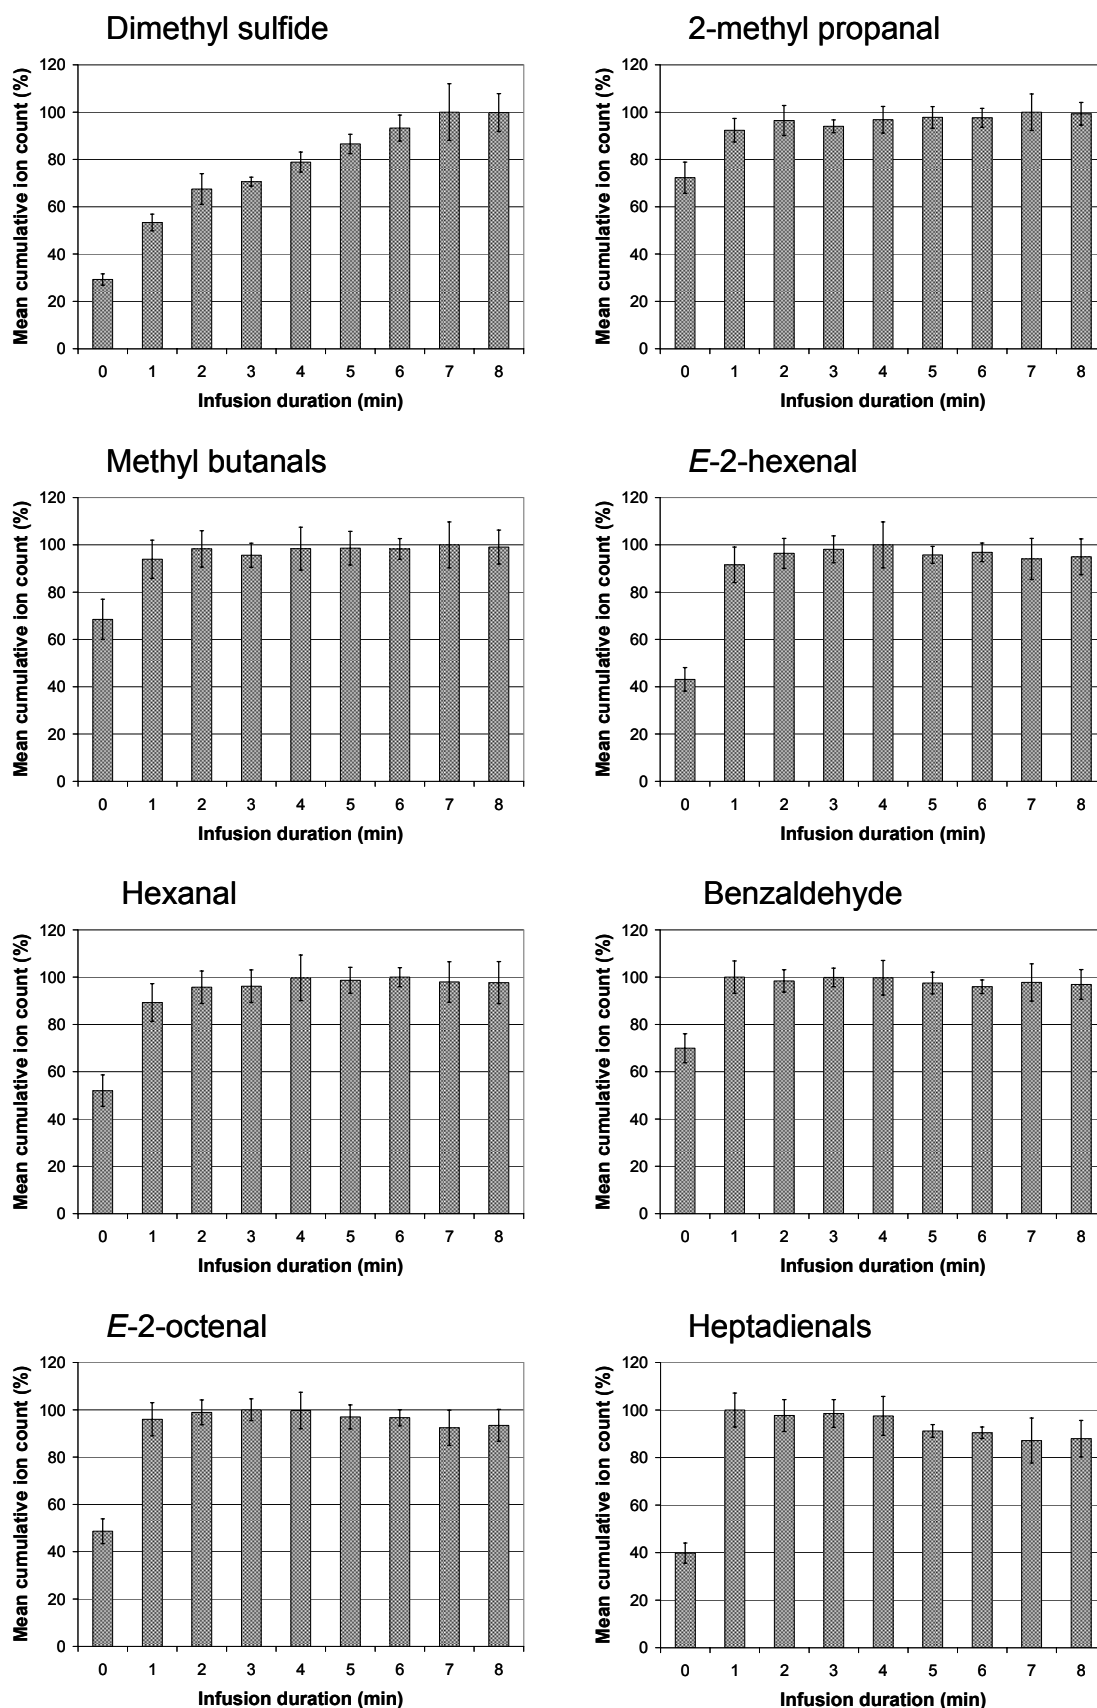 Dimethyl sulfide
Mean cumulative ion count (%)
120
100
80
60
40
20
0
0 1 2 3 4 5 6 7 8
Infusion duration (min)
2-methyl propanal
Mean cumulative ion count (%)
120
100
80
60
40
20
0
0 1 2 3 4 5 6 7 8
Infusion duration (min)
Methyl butanals
Mean cumulative ion count (%)
120
100
80
60
40
20
0
0 1 2 3 4 5 6 7 8
Infusion duration (min)
E-2-hexenal
Mean cumulative ion count (%)
120
100
80
60
40
20
0
0 1 2 3 4 5 6 7 8
Infusion duration (min)
Hexanal
Mean cumulative ion count (%)
120
100
80
60
40
20
0
0 1 2 3 4 5 6 7 8
Infusion duration (min)
Benzaldehyde
Mean cumulative ion count (%)
120
100
80
60
40
20
0
0 1 2 3 4 5 6 7 8
Infusion duration (min)
E-2-octenal
Mean cumulative ion count (%)
120
100
80
60
40
20
0
0 1 2 3 4 5 6 7 8
Infusion duration (min)
Heptadienals
Mean cumulative ion count (%)
120
100
80
60
40
20
0
0 1 2 3 4 5 6 7 8
Infusion duration (min)